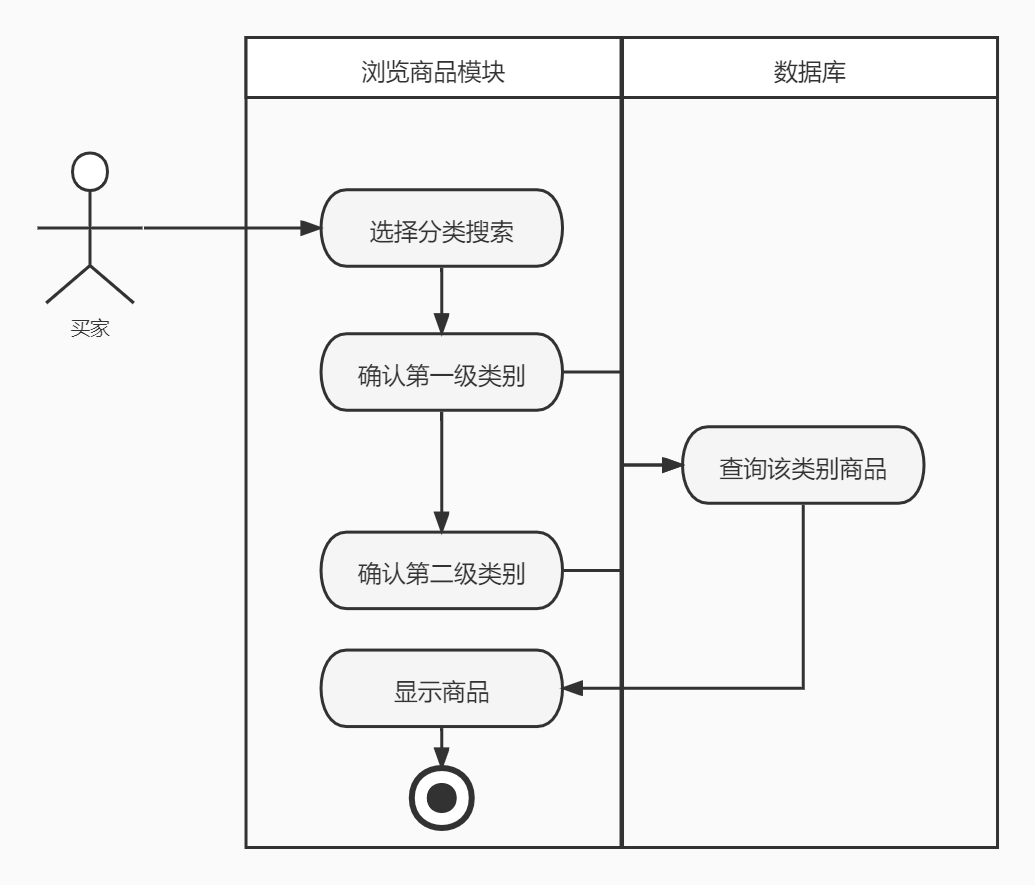 浏览商品模块
数据库
选择分类搜索
买家
确认第一级类别
查询该类别商品
确认第二级类别
显示商品